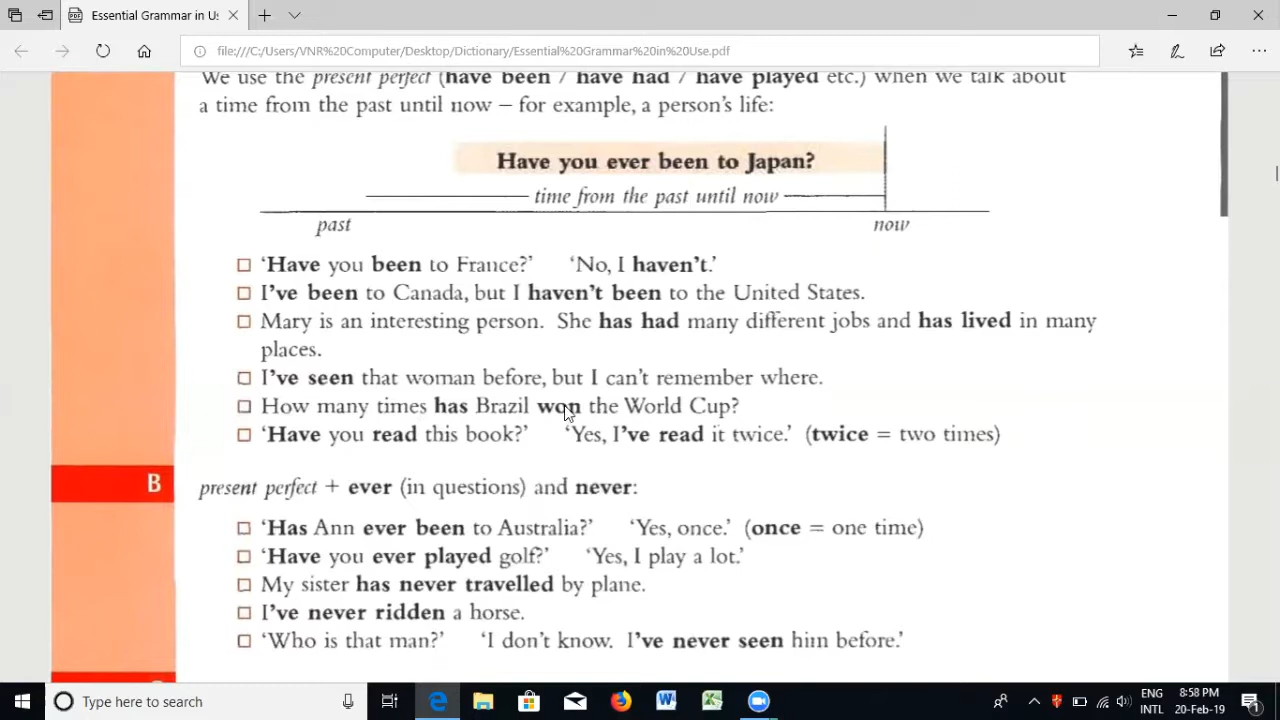 Essential Grammar in Us
file:///C:/Users/VNR%20Computer/Desktop/Dictionary/Essential%20Grammar%20in%20Use.pdf
We use the present perfect (have been / have had / have played etc.) when we talk about
a time from the past until now – for example, a person's life:
Have you ever been to Japan?
time from the past until now
past now
'Have you been to France?' 'No, I haven't.'
I've been to Canada, but I haven't been to the United States.
Mary is an interesting person. She has had many different jobs and has lived in many
places.
I've seen that woman before, but I can't remember where.
How many times has Brazil won the World Cup?
'Have you read this book?' 'Yes, I've read it twice.' (twice = two times)
B
present perfect + ever (in questions) and never:
'Has Ann ever been to Australia?' 'Yes, once.' (once = one time)
'Have you ever played golf?' 'Yes, I play a lot.'
My sister has never travelled by plane.
I've never ridden a horse.
'Who is that man?' 'I don't know. I've never seen him before.'
Type here to search
ENG 8:58 PM
INTL 20-Feb-19